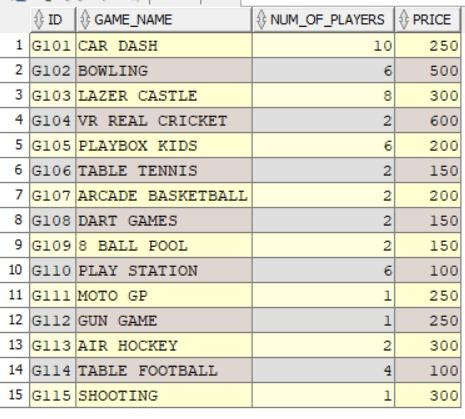 ID GAME_NAME NUM_OF_PLAYERS PRICE
1 G101 CAR DASH 10 250
2 G102 BOWLING 6 500
3 G103 LAZER CASTLE 8 300
4 G104 VR REAL CRICKET 2 600
5 G105 PLAYBOX KIDS 6 200
6 G106 TABLE TENNIS 2 150
7 G107 ARCADE BASKETBALL 2 200
8 G108 DART GAMES 2 150
9 G109 8 BALL POOL 2 150
10 G110 PLAY STATION 6 100
11 G111 MOTO GP 1 250
12 G112 GUN GAME 1 250
13 G113 AIR HOCKEY 2 300
14 G114 TABLE FOOTBALL 4 100
15 G115 SHOOTING 1 300